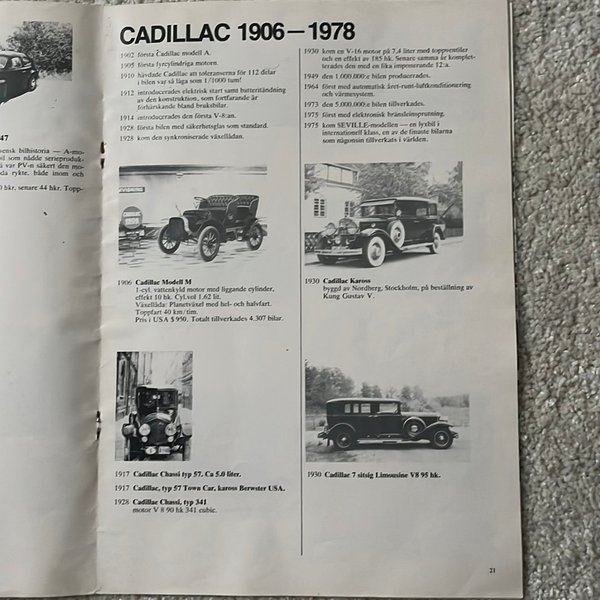 47
svensk bilhistoria — A-mo-
bil som nådde serieproduk-
å var PV-n säkert den mo-
da rykte, både inom och
0 hkr, senare 44 hkr. Topp-
CADILLAC 1906—1978
1902 första Cadillac modell A.
1905 första fyrcylindriga motorn.
1910 hävdade Cadillac att toleranserna för 112 delar
i bilen var så låga som 1/1000 tum!
1912 introducerades elektrisk start samt batteritändning
av den konstruktion, som fortfarande är
förhärskande bland bruksbilar.
1914 introducerades den första V-8:an.
1928 första bilen med säkerhetsglas som standard.
1928 kom den synkroniserade växellådan.
1906 Cadillac Modell M
1-cyl. vattenkyld motor med liggande cylinder,
effekt 10 hk. Cyl.vol 1,62 lit.
Växellåda: Planetväxel med hel- och halvfart.
Toppfart 40 km/tim.
Pris i USA $ 950. Totalt tillverkades 4.307 bilar.
1917 Cadillac Chassi typ 57. Ca 5.0 liter.
1917 Cadillac, typ 57 Town Car, kaross Berwster USA.
1928 Cadillac Chassi, typ 341
motor V 8 90 hk 341 cubic.
1930 kom en V-16 motor på 7,4 liter med toppventiler
och en effekt av 185 hk. Senare samma år komplet-
terades den med en lika imponerande 12:a.
1949 den 1.000.000:e bilen producerades.
1964 först med automatisk året-runt-luftkonditionering
och värmesystem.
1973 den 5.000.000:e bilen tillverkades.
1975 först med elektronisk bränsleinsprutning.
1975 kom SEVILLE-modellen — en lyxbil i
internationell klass, en av de finaste bilarna
som någonsin tillverkats i världen.
1930 Cadillac Kaross
byggd av Nordberg, Stockholm, på beställning av
Kung Gustav V.
1930 Cadillac 7 sitsig Limousine V8 95 hk.
21